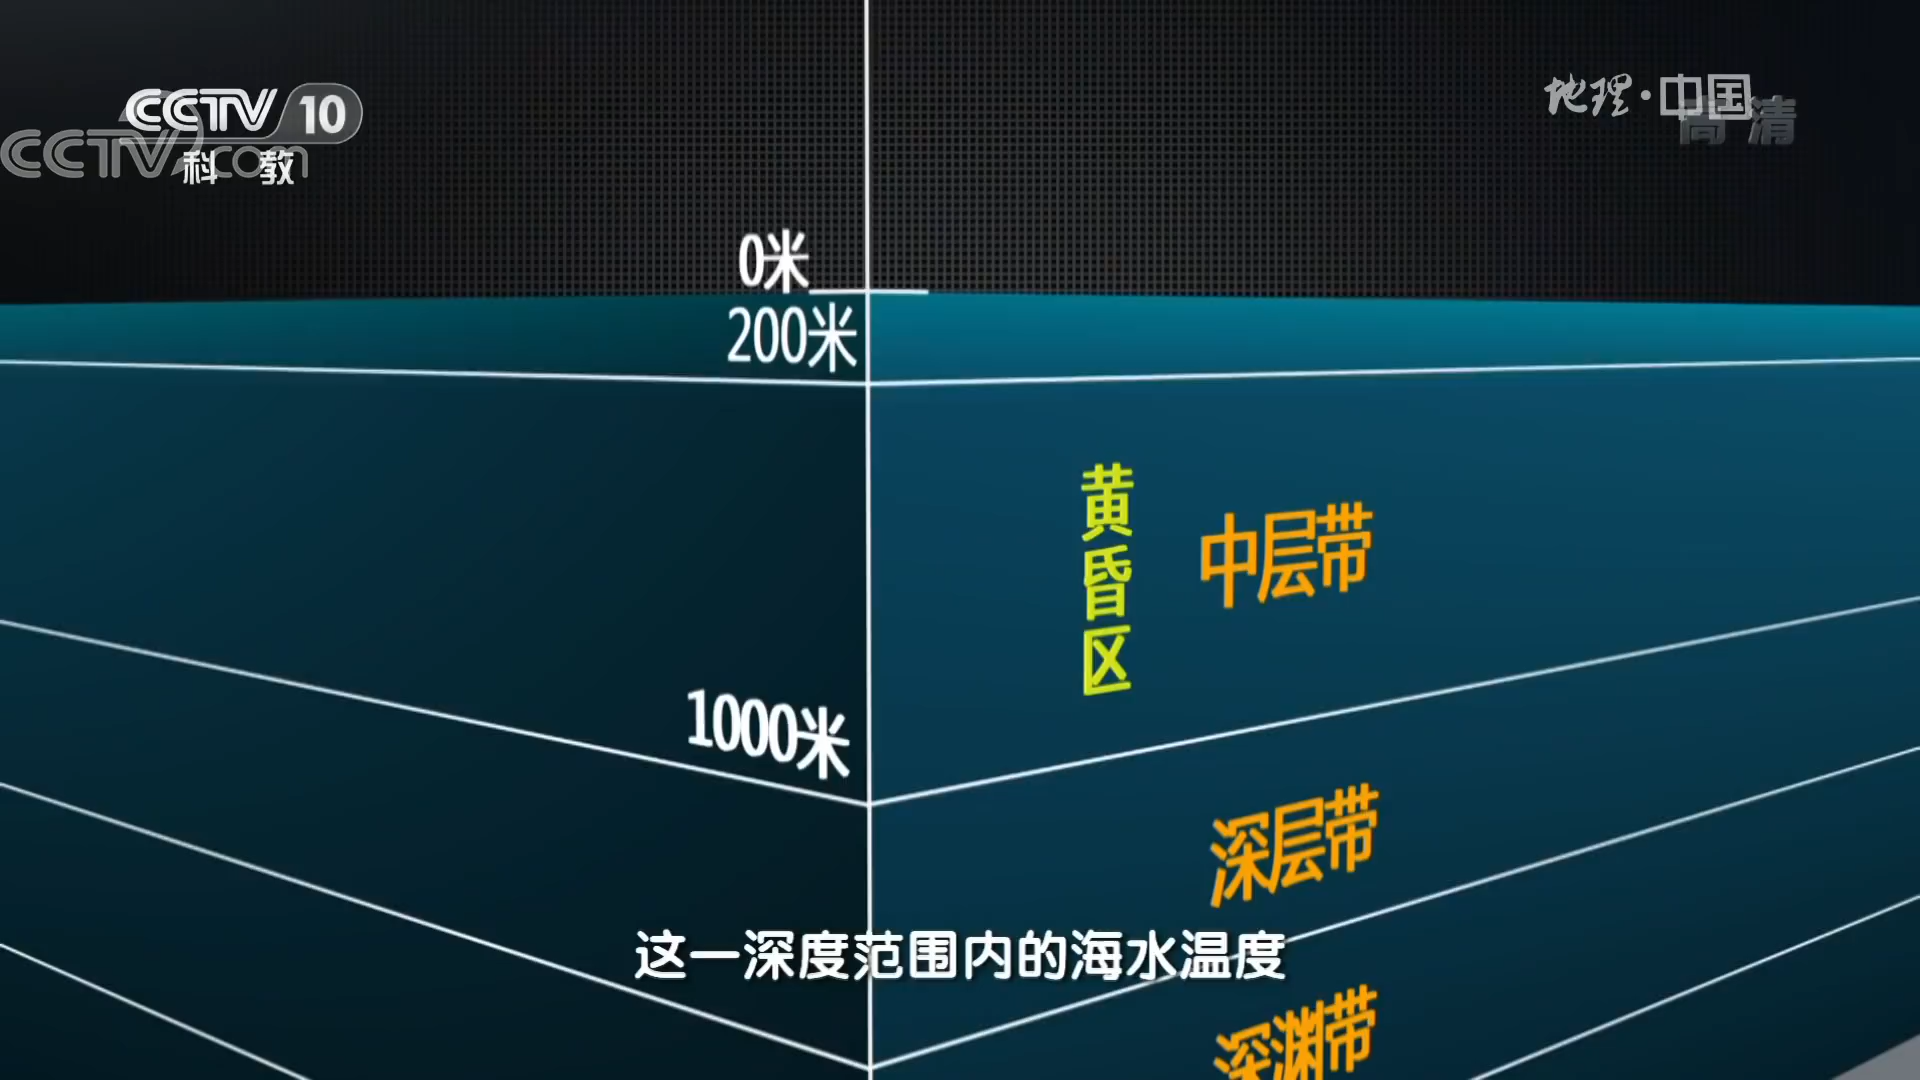 CCTV 10
CCTV.com
科 教
地理·中国
高清
0米
200米
黄昏区
中层带
1000米
深层带
这一深度范围内的海水温度
深渊带